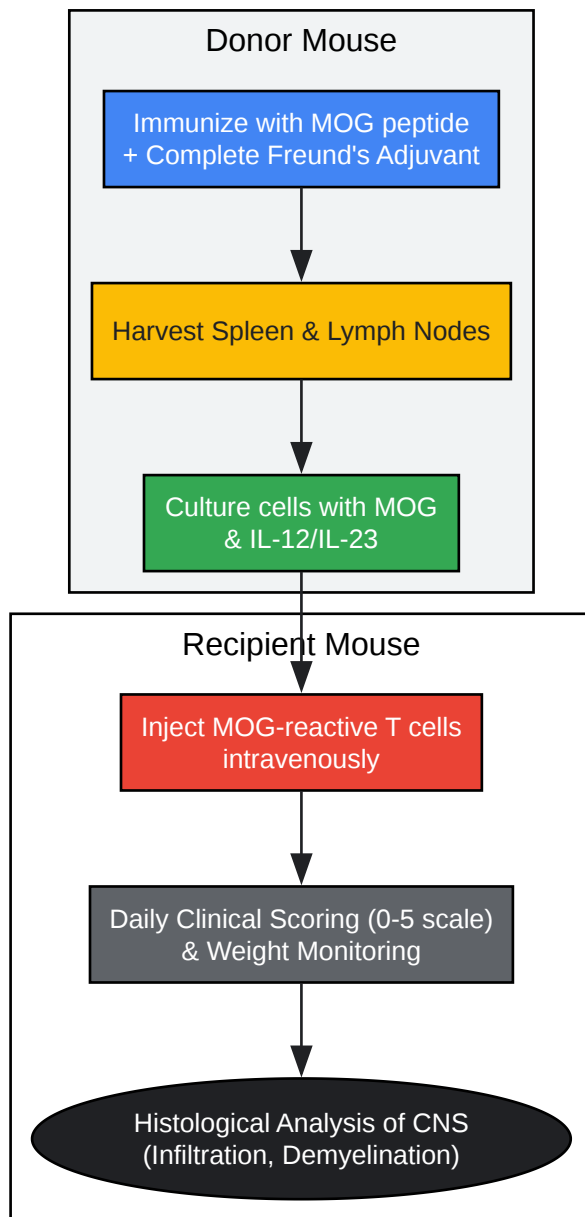 Donor Mouse
Immunize with MOG peptide
+ Complete Freund's Adjuvant
Harvest Spleen & Lymph Nodes
Culture cells with MOG
& IL-12/IL-23
Recipient Mouse
Inject MOG-reactive T cells
intravenously
Daily Clinical Scoring (0-5 scale)
& Weight Monitoring
Histological Analysis of CNS
(Infiltration, Demyelination)